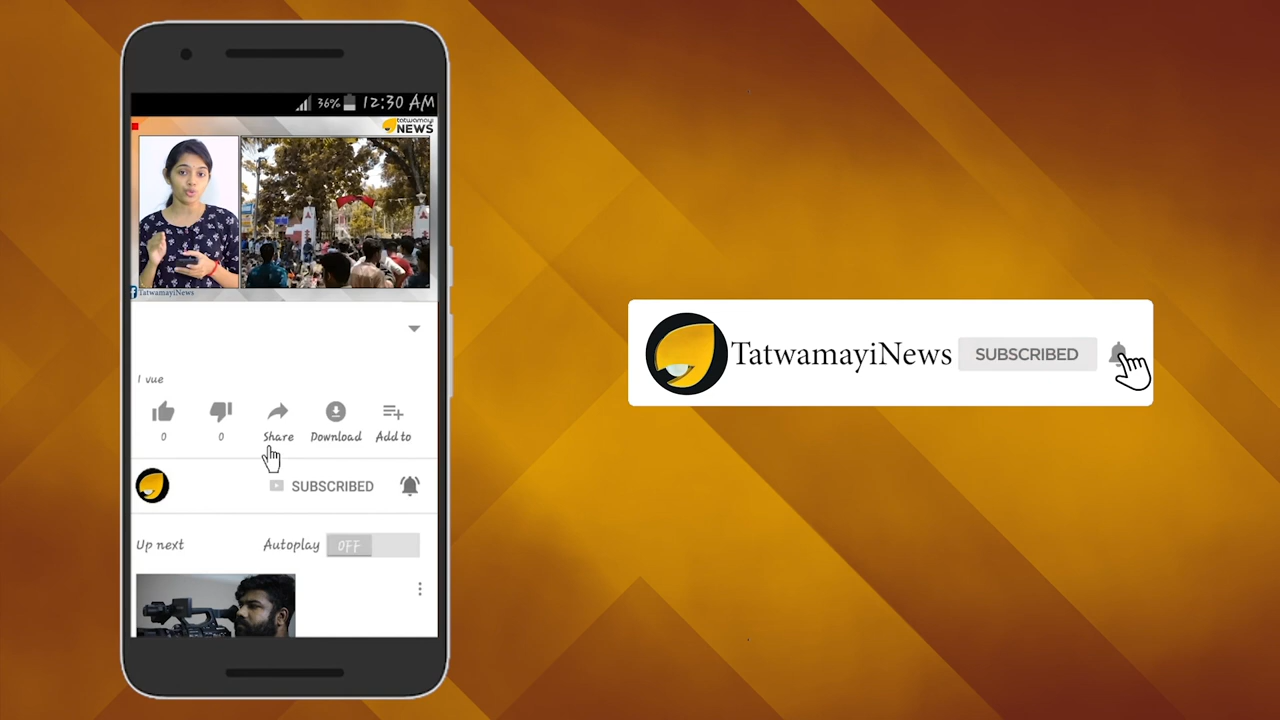 36% 12:30 AM
tatwamayi
NEWS
TatwamayiNews
1 vue
0 0 Share Download Add to
SUBSCRIBED
Up next Autoplay OFF
TatwamayiNews SUBSCRIBED